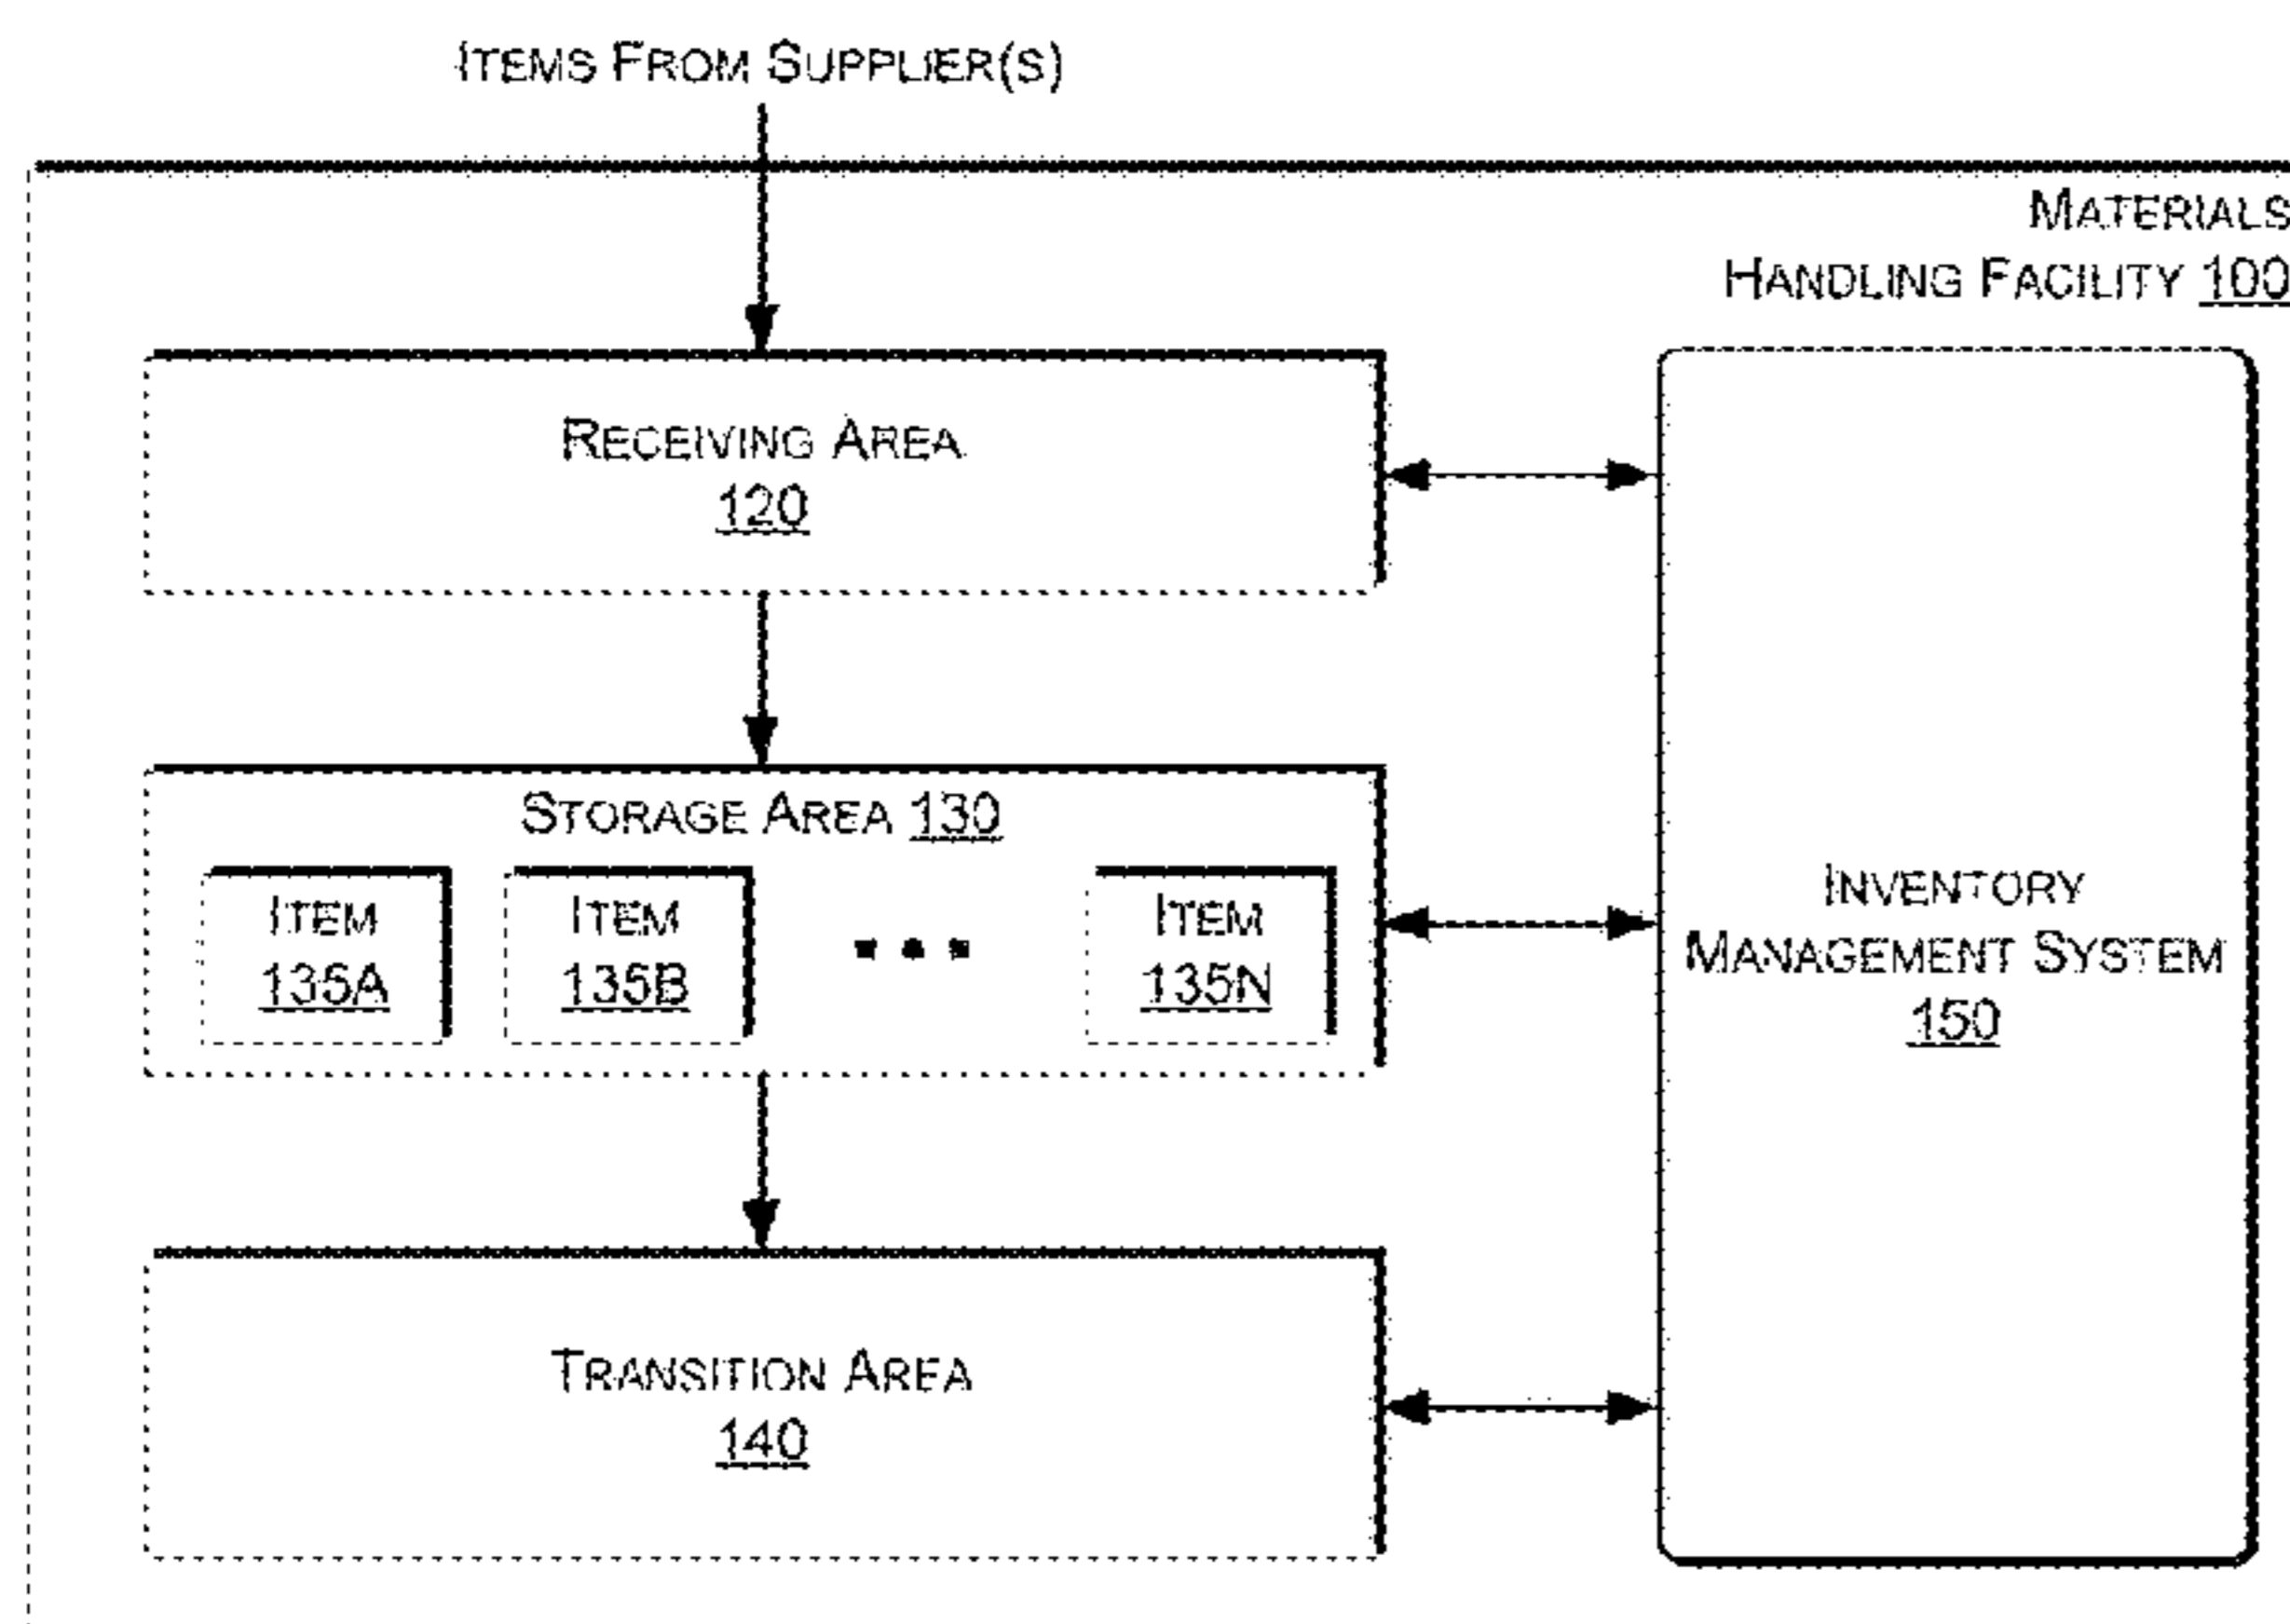 ITEMS FROM SUPPLIER(S)
MATERIALS
HANDLING FACILITY 100
RECEIVING AREA
120
STORAGE AREA 130
ITEM
135A
ITEM
135B
ITEM
135N
INVENTORY
MANAGEMENT SYSTEM
150
TRANSITION AREA
140